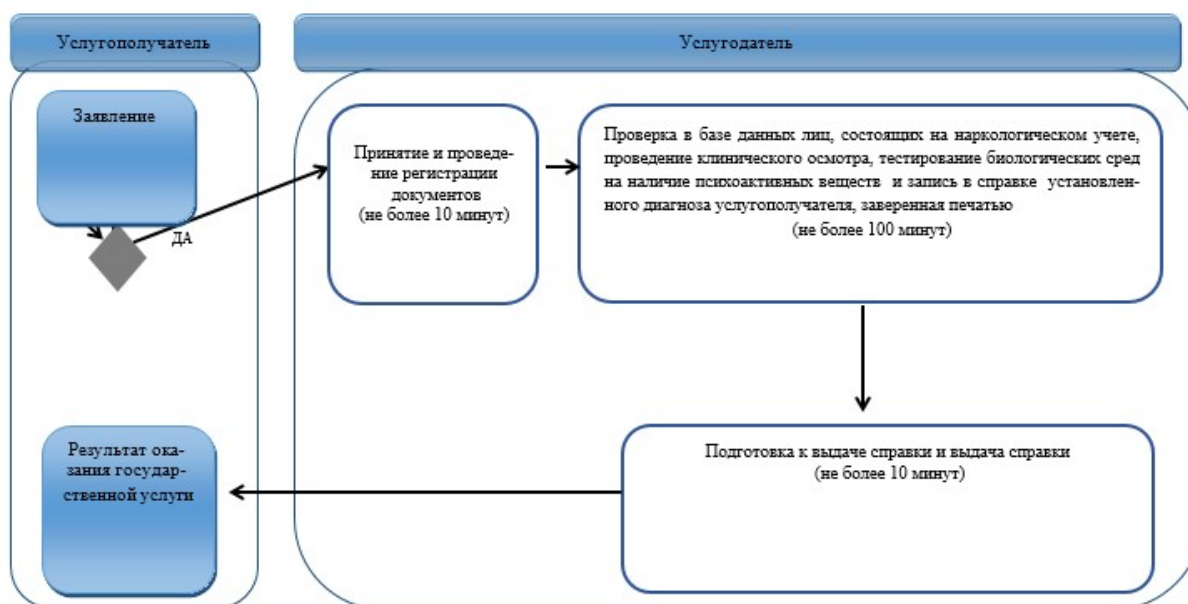 Услугополучатель
Услугодатель
Заявление
ДА
Принятие и проведе-
ние регистрации
документов
(не более 10 минут)
Проверка в базе данных лиц, состоящих на наркологическом учете,
проведение клинического осмотра, тестирование биологических сред
на наличие психоактивных веществ и запись в справке установлен-
ного диагноза услугополучателя, заверенная печатью
(не более 100 минут)
Результат ока-
зания государ-
ственной услуги
Подготовка к выдаче справки и выдача справки
(не более 10 минут)